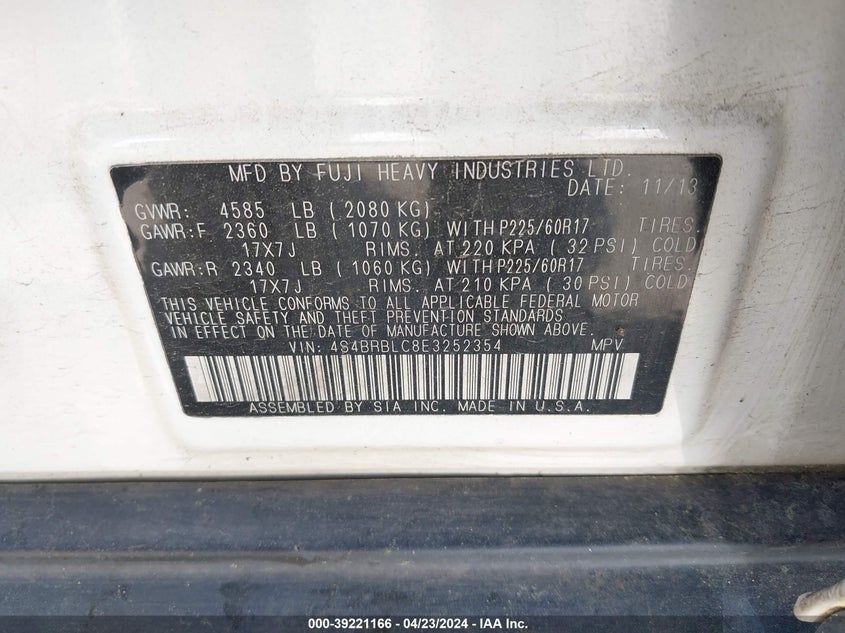 MFD BY FUJI HEAVY INDUSTRIES LTD.
DATE: 11/13
GVWR: 4585 LB ( 2080 KG)
GAWR:F 2360 LB ( 1070 KG) WITH P225/60R17 TIRES.
17X7J RIMS. AT 220 KPA ( 32 PSI) COLD
GAWR:R 2340 LB ( 1060 KG) WITH P225/60R17 TIRES.
17X7J RIMS. AT 210 KPA ( 30 PSI) COLD
THIS VEHICLE CONFORMS TO ALL APPLICABLE FEDERAL MOTOR
VEHICLE SAFETY AND THEFT PREVENTION STANDARDS
IN EFFECT ON THE DATE OF MANUFACTURE SHOWN ABOVE.
VIN: 4S4BRBLC8E3252354 MPV
ASSEMBLED BY SIA INC. MADE IN U.S.A.
000-39221166 - 04/23/2024 - IAA Inc.